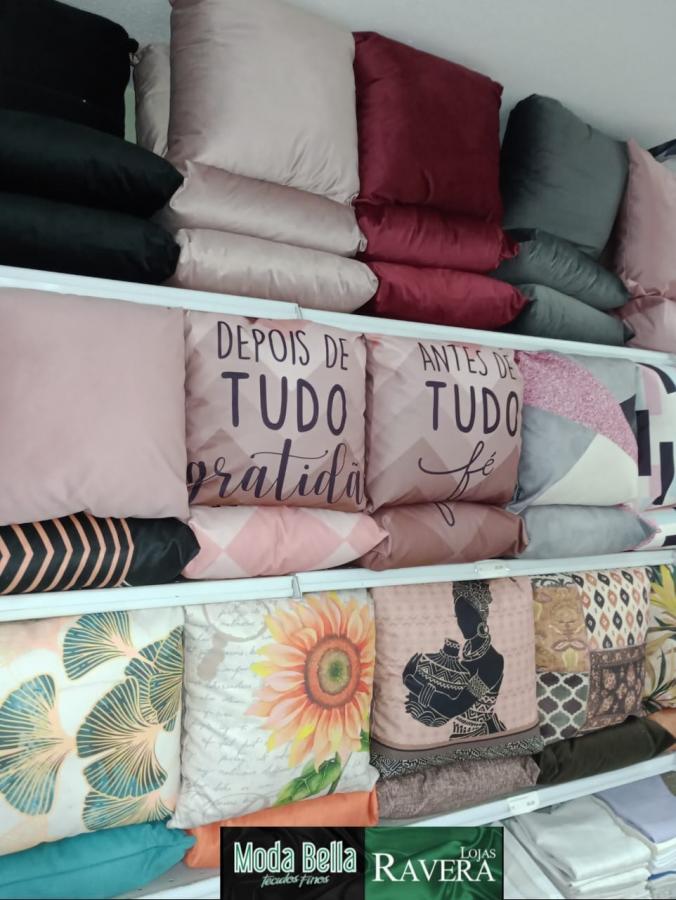 DEPOIS DE
TUDO
gratidã
ANTES DE
TUDO
fé
Moda Bella
Tecidos Finos
LOJAS
RAVERA